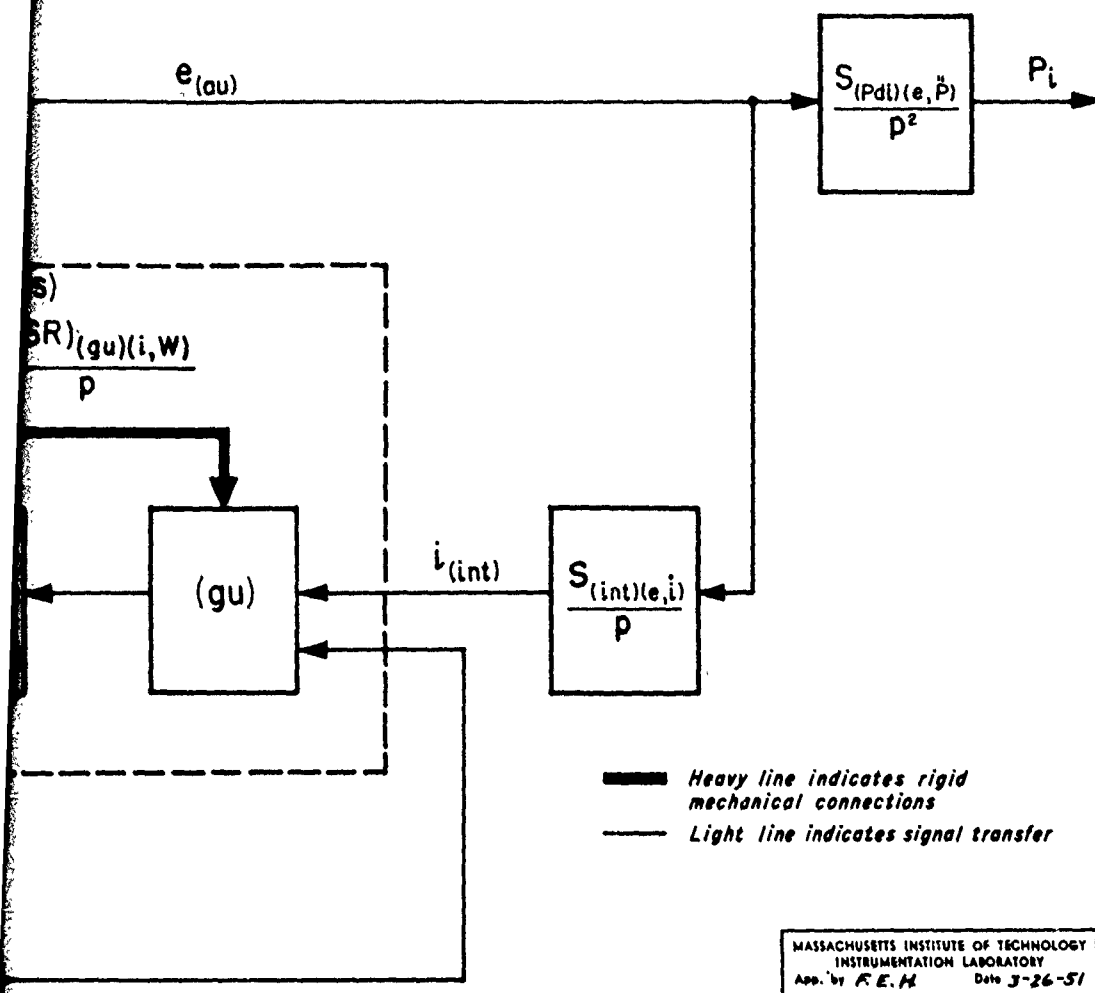 e(au)
S(Pdi)(e,P̈)
p²
Pi
s)
SR)(gu)(i,W)
p
i(int)
(gu)
S(int)(e,i̇)
p
Heavy line indicates rigid
mechanical connections
Light line indicates signal transfer
MASSACHUSETTS INSTITUTE OF TECHNOLOGY
INSTRUMENTATION LABORATORY
App. by F.E.H. Date 3-26-51